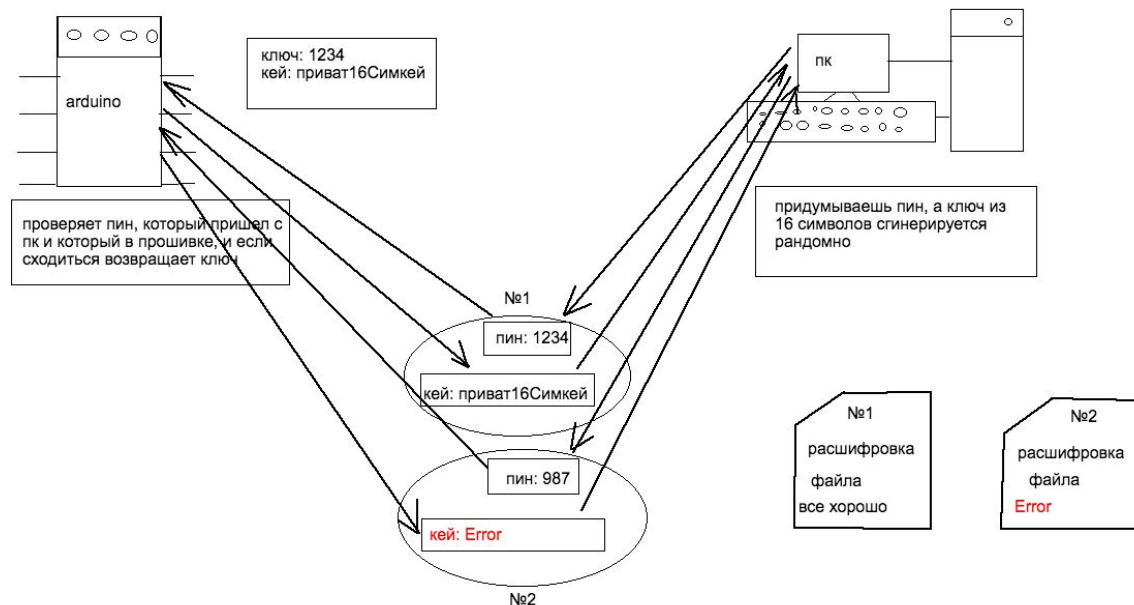 ключ: 1234
кей: приват16Симкей
arduino
пк
проверяет пин, который пришел с
пк и который в прошивке, и если
сходиться возвращает ключ
придумываешь пин, а ключ из
16 символов сгинерируется
рандомно
№1
пин: 1234
кей: приват16Симкей
пин: 987
кей: Error
№2
№1
расшифровка
файла
все хорошо
№2
расшифровка
файла
Error